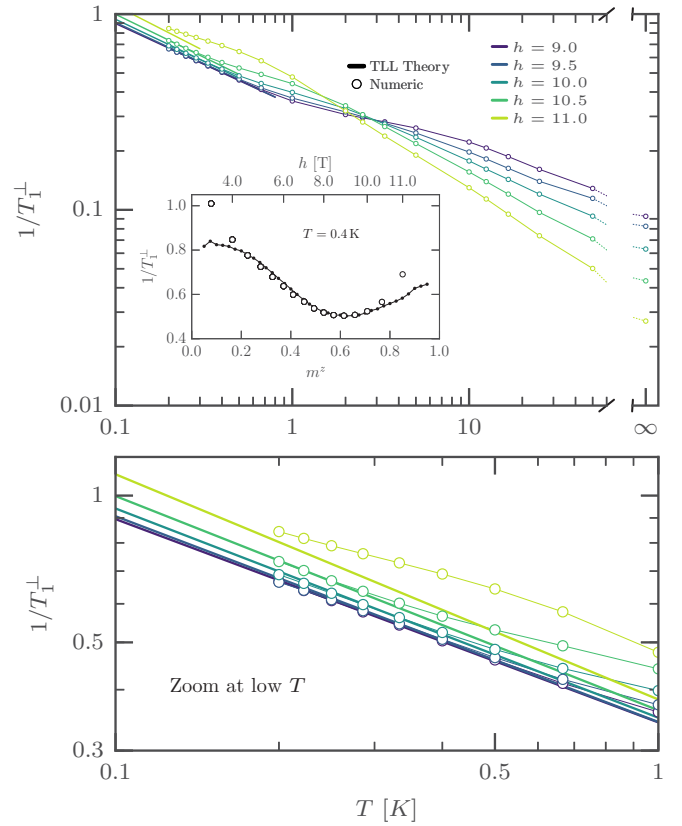 1
0.1
0.01
1/T₁^⊥
TLL Theory
Numeric
h = 9.0
h = 9.5
h = 10.0
h = 10.5
h = 11.0
h [T]
4.0 6.0 9.0 10.0 11.0
1.0
0.8
0.6
0.4
1/T₁^⊥
T = 0.4 K
0.0 0.2 0.4 0.6 0.8 1.0
m^z
0.1 1 10 ∞
1
0.5
0.3
1/T₁^⊥
Zoom at low T
0.1 0.5 1
T [K]